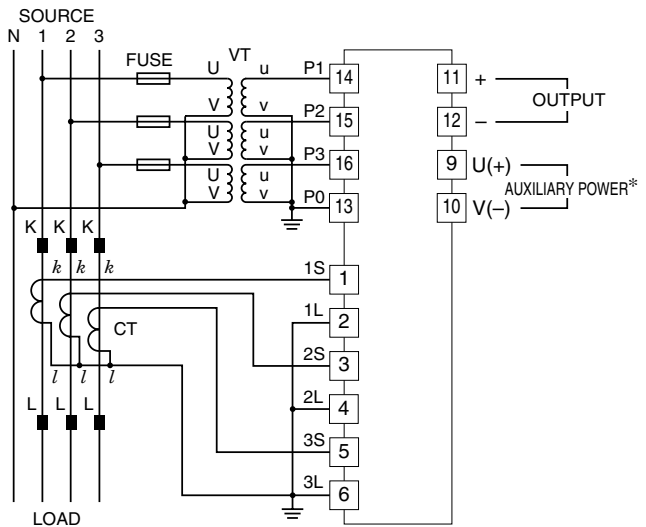 SOURCE
N 1 2 3
FUSE
VT
U u P1 14
V v
P2 15
U u
V v
P3 16
U u
V v
P0 13
11 +
OUTPUT
12 −
9 U(+)
AUXILIARY POWER*
10 V(−)
K K K
k k k
1S 1
1L 2
CT
2S 3
l l l
2L 4
L L L
3S 5
3L 6
LOAD